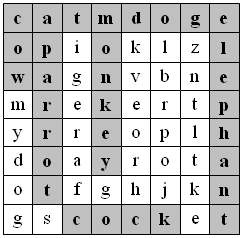 c a t m d o g e
o p i o k l z l
w a g n v b n e
m r e k e r t p
y r r e o p l h
d o a y r o t a
o t f g h j k n
g s c o c k e t